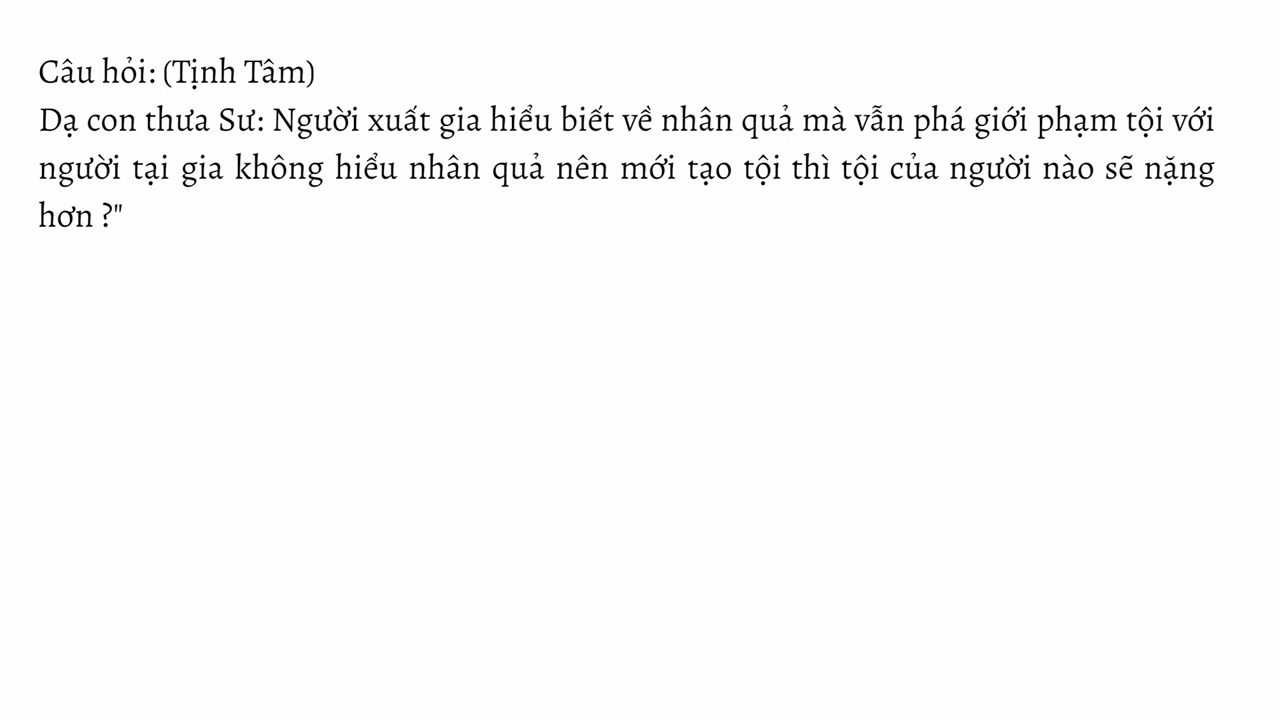 Câu hỏi: (Tịnh Tâm)
Dạ con thưa Sư: Người xuất gia hiểu biết về nhân quả mà vẫn phá giới phạm tội với
người tại gia không hiểu nhân quả nên mới tạo tội thì tội của người nào sẽ nặng
hơn ?"